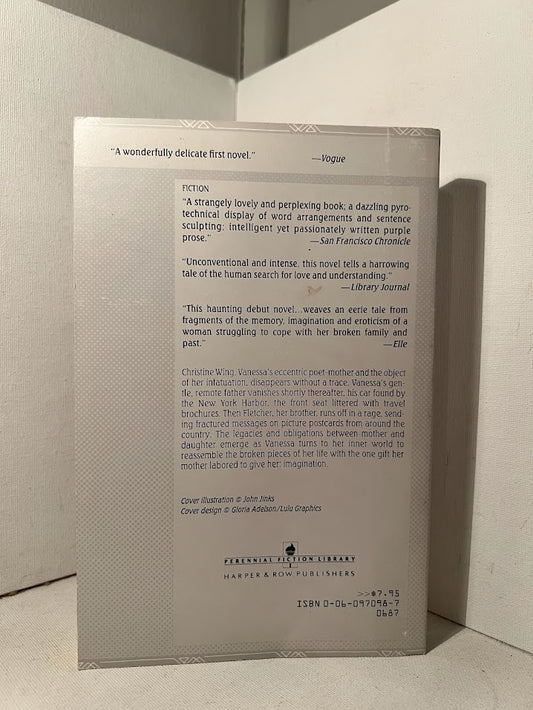 "A wonderfully delicate first novel." —Vogue
FICTION
"A strangely lovely and perplexing book; a dazzling pyro-
technical display of word arrangements and sentence
sculpting; intelligent yet passionately written purple
prose." —San Francisco Chronicle
"Unconventional and intense, this novel tells a harrowing
tale of the human search for love and understanding."
—Library Journal
"This haunting debut novel...weaves an eerie tale from
fragments of the memory, imagination and eroticism of a
woman struggling to cope with her broken family and
past." —Elle
Christine Wing, Vanessa's eccentric poet-mother and the object
of her infatuation, disappears without a trace. Vanessa's gen-
tle, remote father vanishes shortly thereafter, his car found by
the New York Harbor, the front seat littered with travel
brochures. Then Fletcher, her brother, runs off in a rage, send-
ing fractured messages on picture postcards from around the
country. The legacies and obligations between mother and
daughter emerge as Vanessa turns to her inner world to
reassemble the broken pieces of her life with the one gift her
mother labored to give her: imagination.
Cover illustration © John Jinks
Cover design © Gloria Adelson/Lulu Graphics
PERENNIAL FICTION LIBRARY
HARPER & ROW PUBLISHERS
>>$7.95
ISBN 0-06-097098-7
0687